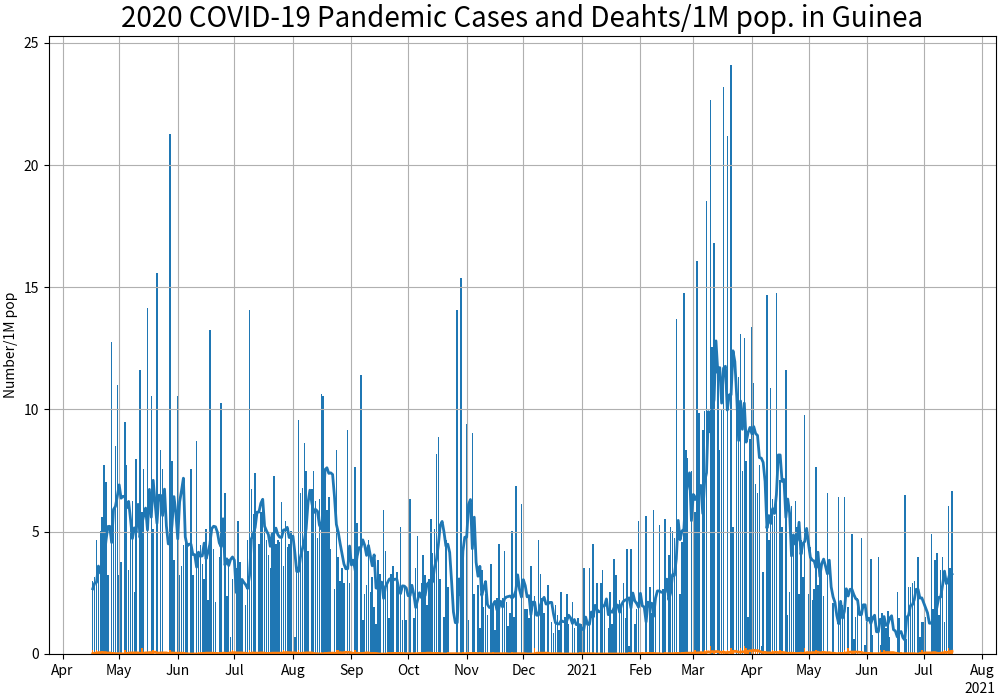 2020 COVID-19 Pandemic Cases and Deahts/1M pop. in Guinea
25
20
15
10
5
0
Number/1M pop
Apr May Jun Jul Aug Sep Oct Nov Dec 2021 Feb Mar Apr May Jun Jul Aug
2021